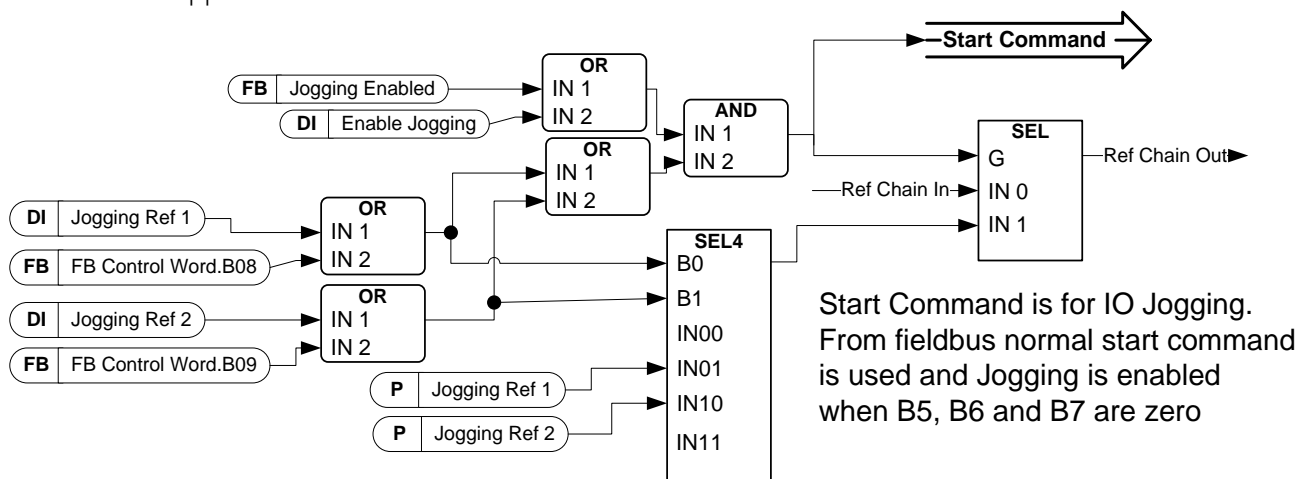 Start Command
OR
FB Jogging Enabled
IN 1
DI Enable Jogging
IN 2
AND
IN 1
IN 2
OR
IN 1
IN 2
SEL
G
Ref Chain Out
Ref Chain In
IN 0
IN 1
DI Jogging Ref 1
OR
IN 1
FB FB Control Word.B08
IN 2
DI Jogging Ref 2
OR
IN 1
FB FB Control Word.B09
IN 2
SEL4
B0
B1
IN00
P Jogging Ref 1
IN01
P Jogging Ref 2
IN10
IN11
Start Command is for IO Jogging.
From fieldbus normal start command
is used and Jogging is enabled
when B5, B6 and B7 are zero